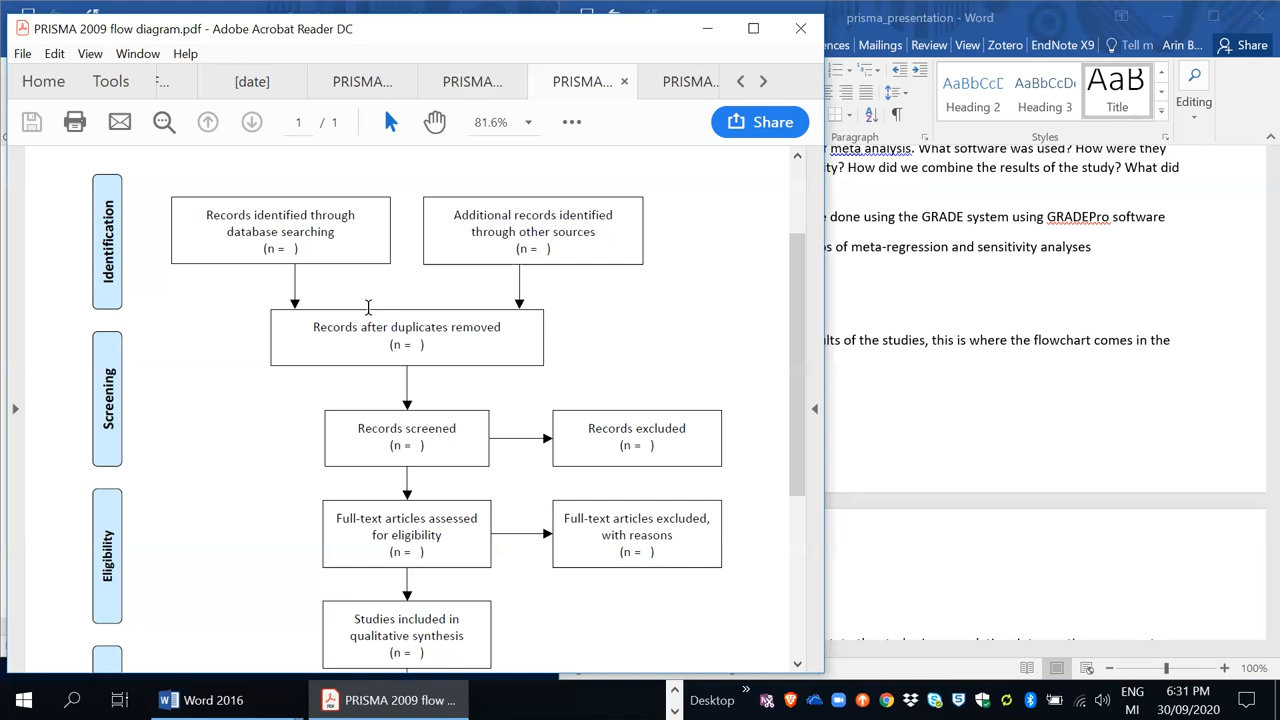 PRISMA 2009 flow diagram.pdf - Adobe Acrobat Reader DC
File Edit View Window Help
Home Tools ... [date] PRISMA... PRISMA PRISMA... PRISMA...
/ 1 81.6% Share
Identification
Records identified through
database searching
(n =   )
Additional records identified
through other sources
(n =   )
Records after duplicates removed
(n =   )
Screening
Records screened
(n =   )
Records excluded
(n =   )
Eligibility
Full-text articles assessed
for eligibility
(n =   )
Full-text articles excluded,
with reasons
(n =   )
Studies included in
qualitative synthesis
(n =   )
prisma_presentation - Word
Mailings Review View Zotero EndNote X9 Tell m Arin B... Share
AaBbCcD AaBbCcDc AaB
Heading 2 Heading 3 Title
Editing
Paragraph Styles
meta analysis. What software was used? How were they
How did we combine the results of the study? What did
done using the GRADE system using GRADEPro software
of meta-regression and sensitivity analyses
of the studies, this is where the flowchart comes in the
100%
Word 2016
PRISMA 2009 flow ...
Desktop
ENG
MI
6:31 PM
30/09/2020